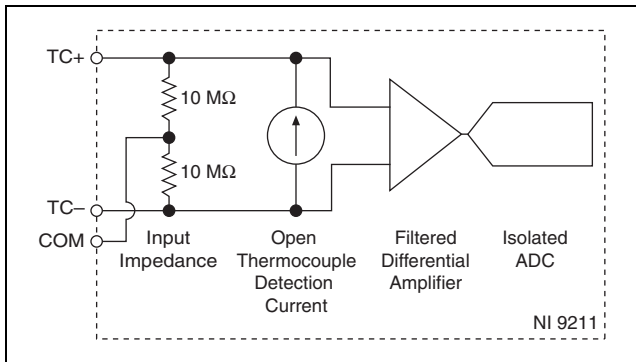 TC+
10 MΩ
10 MΩ
TC–
COM
Input
Impedance
Open
Thermocouple
Detection
Current
Filtered
Differential
Amplifier
Isolated
ADC
NI 9211